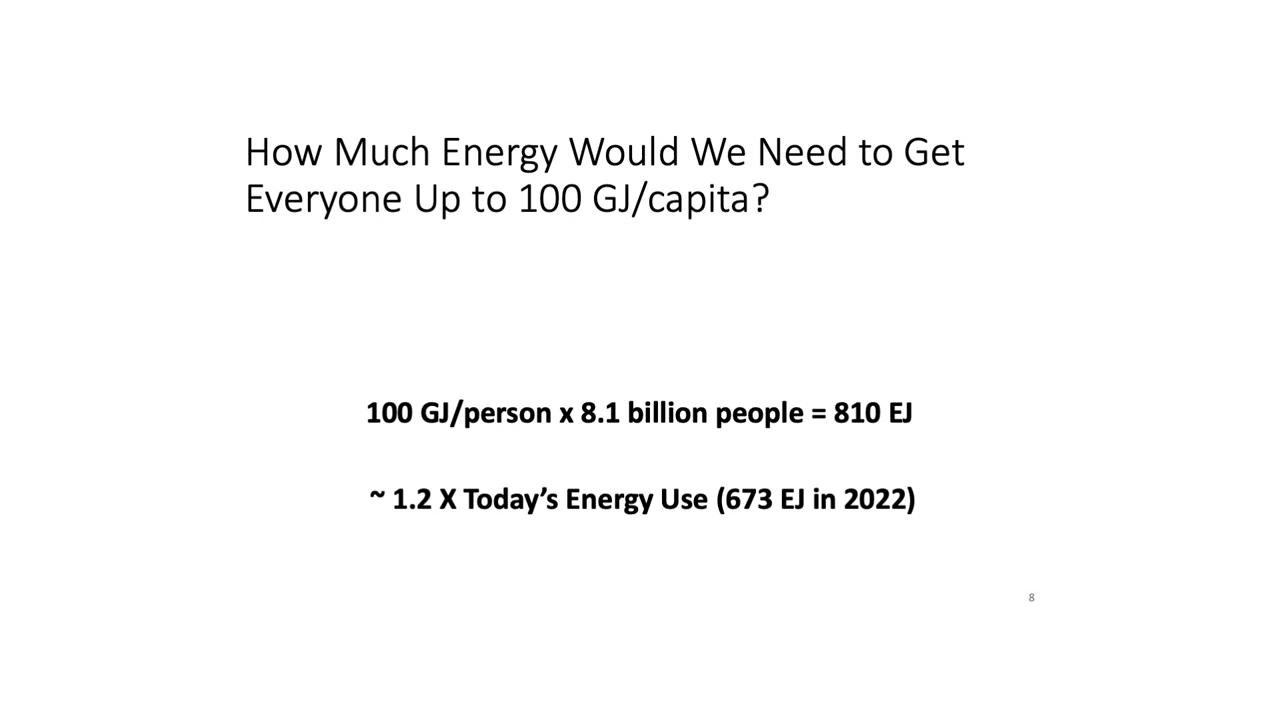 How Much Energy Would We Need to Get
Everyone Up to 100 GJ/capita?
100 GJ/person x 8.1 billion people = 810 EJ
~ 1.2 X Today’s Energy Use (673 EJ in 2022)
8